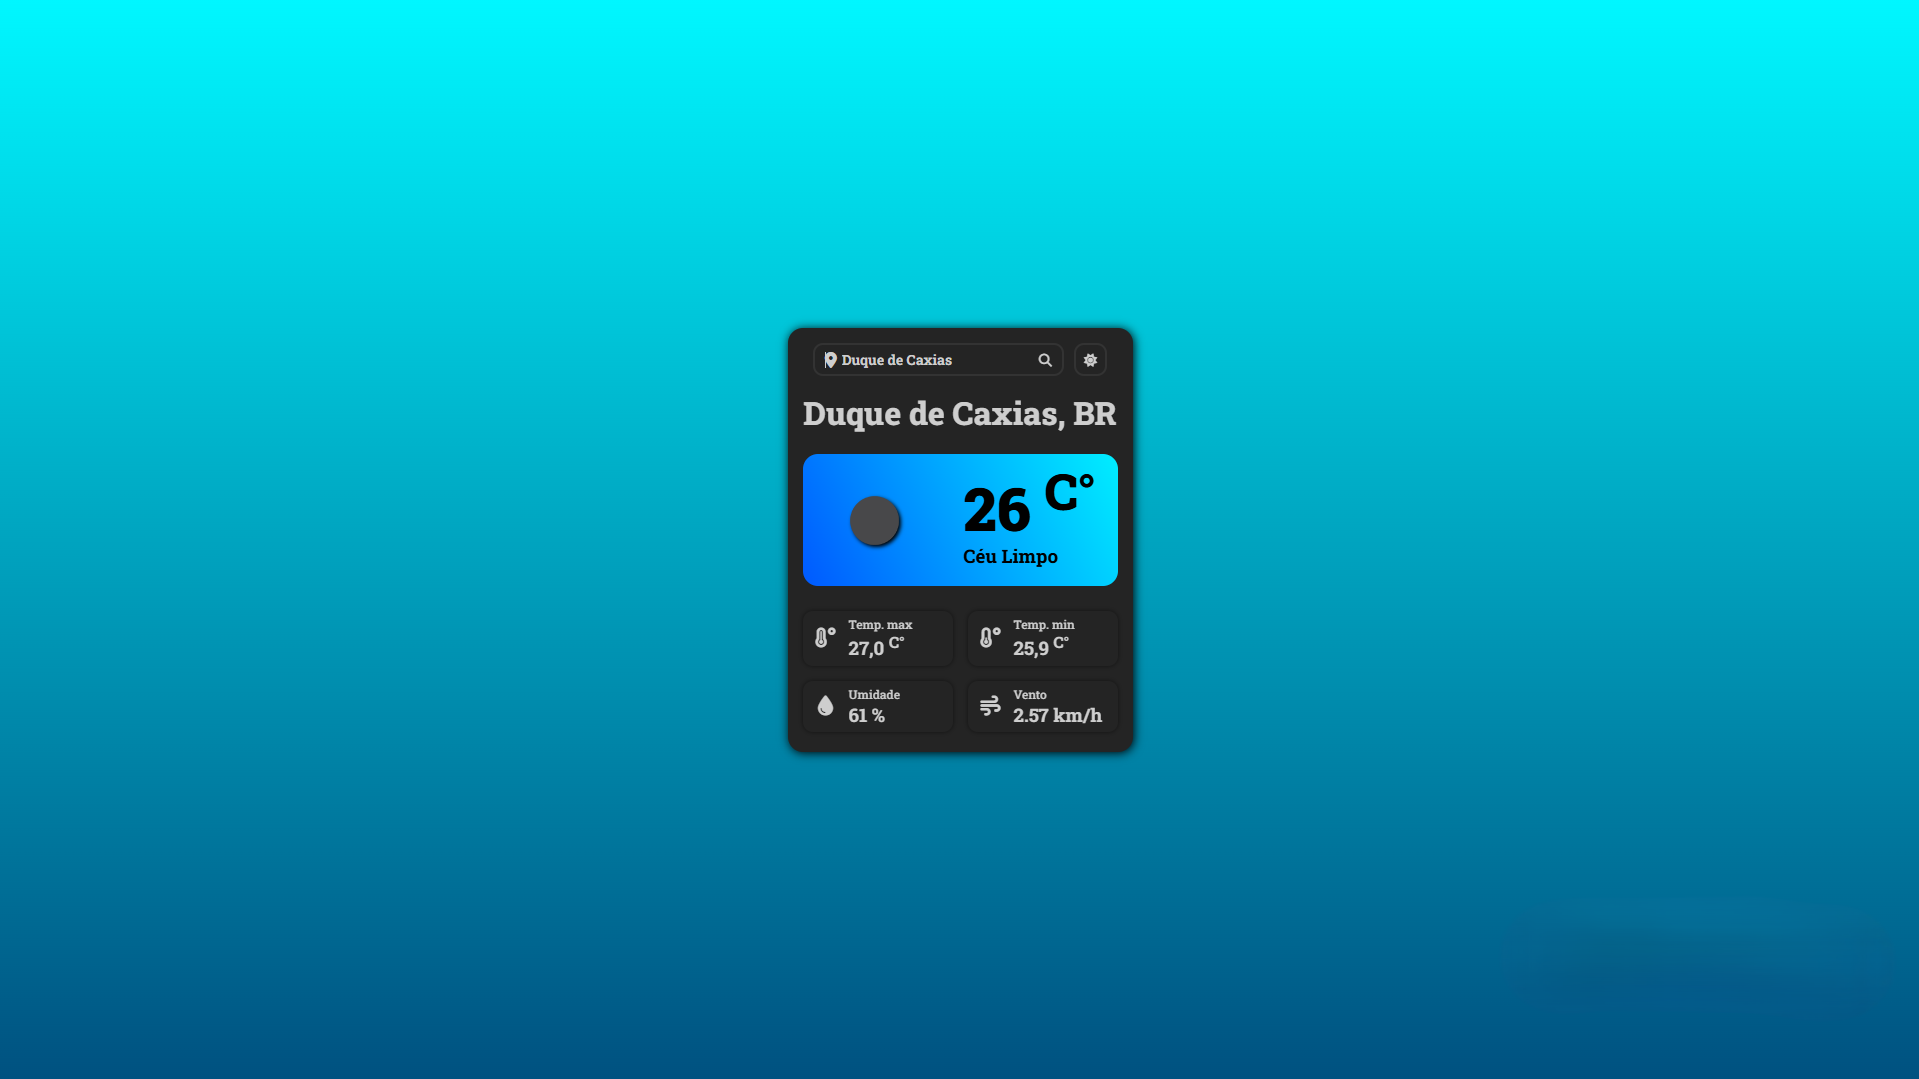 Duque de Caxias
Duque de Caxias, BR
26 C°
Céu Limpo
Temp. max
27,0 C°
Temp. min
25,9 C°
Umidade
61 %
Vento
2.57 km/h